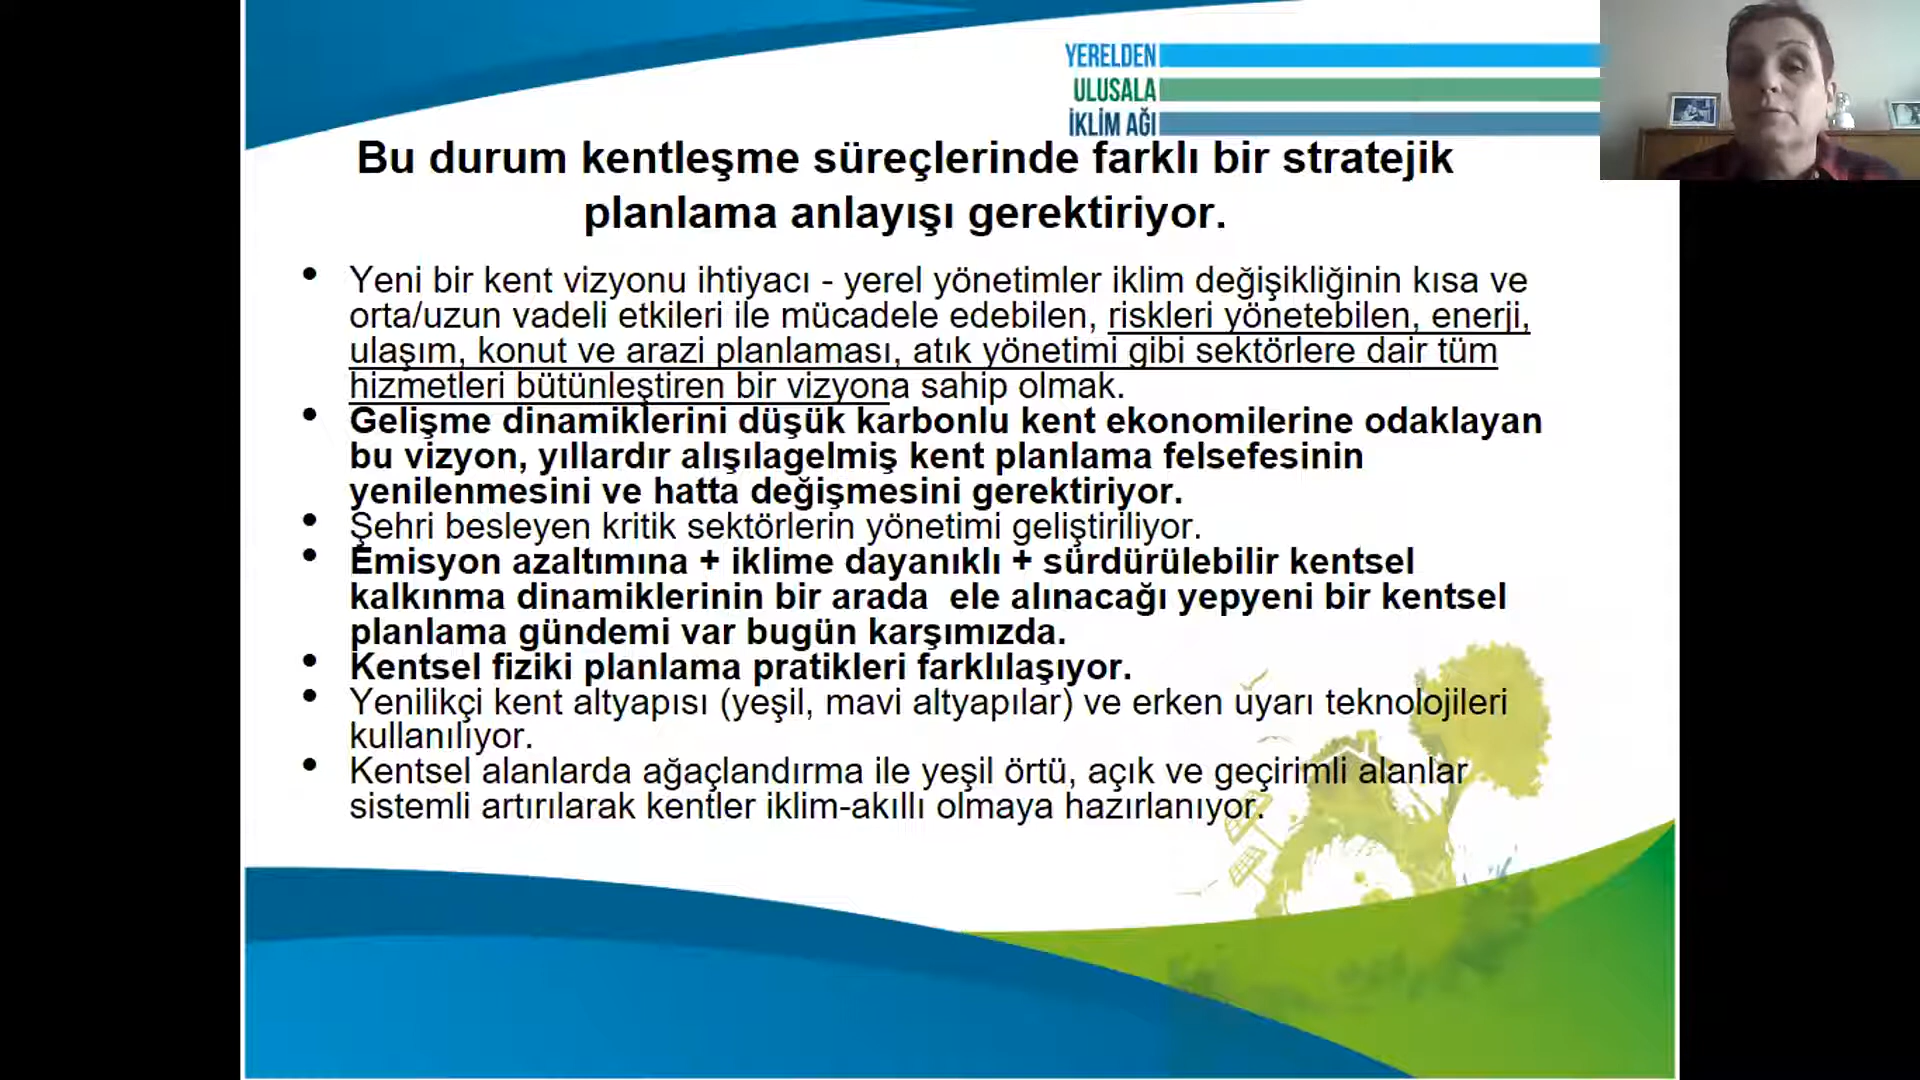 YERELDEN
ULUSALA
İKLİM AĞI
Bu durum kentleşme süreçlerinde farklı bir stratejik
planlama anlayışı gerektiriyor.
• Yeni bir kent vizyonu ihtiyacı - yerel yönetimler iklim değişikliğinin kısa ve
orta/uzun vadeli etkileri ile mücadele edebilen, riskleri yönetebilen, enerji,
ulaşım, konut ve arazi planlaması, atık yönetimi gibi sektörlere dair tüm
hizmetleri bütünleştiren bir vizyona sahip olmak.
• Gelişme dinamiklerini düşük karbonlu kent ekonomilerine odaklayan
bu vizyon, yıllardır alışılagelmiş kent planlama felsefesinin
yenilenmesini ve hatta değişmesini gerektiriyor.
• Şehri besleyen kritik sektörlerin yönetimi geliştiriliyor.
• Emisyon azaltımına + iklime dayanıklı + sürdürülebilir kentsel
kalkınma dinamiklerinin bir arada  ele alınacağı yepyeni bir kentsel
planlama gündemi var bugün karşımızda.
• Kentsel fiziki planlama pratikleri farklılaşıyor.
• Yenilikçi kent altyapısı (yeşil, mavi altyapılar) ve erken uyarı teknolojileri
kullanılıyor.
• Kentsel alanlarda ağaçlandırma ile yeşil örtü, açık ve geçirimli alanlar
sistemli artırılarak kentler iklim-akıllı olmaya hazırlanıyor.